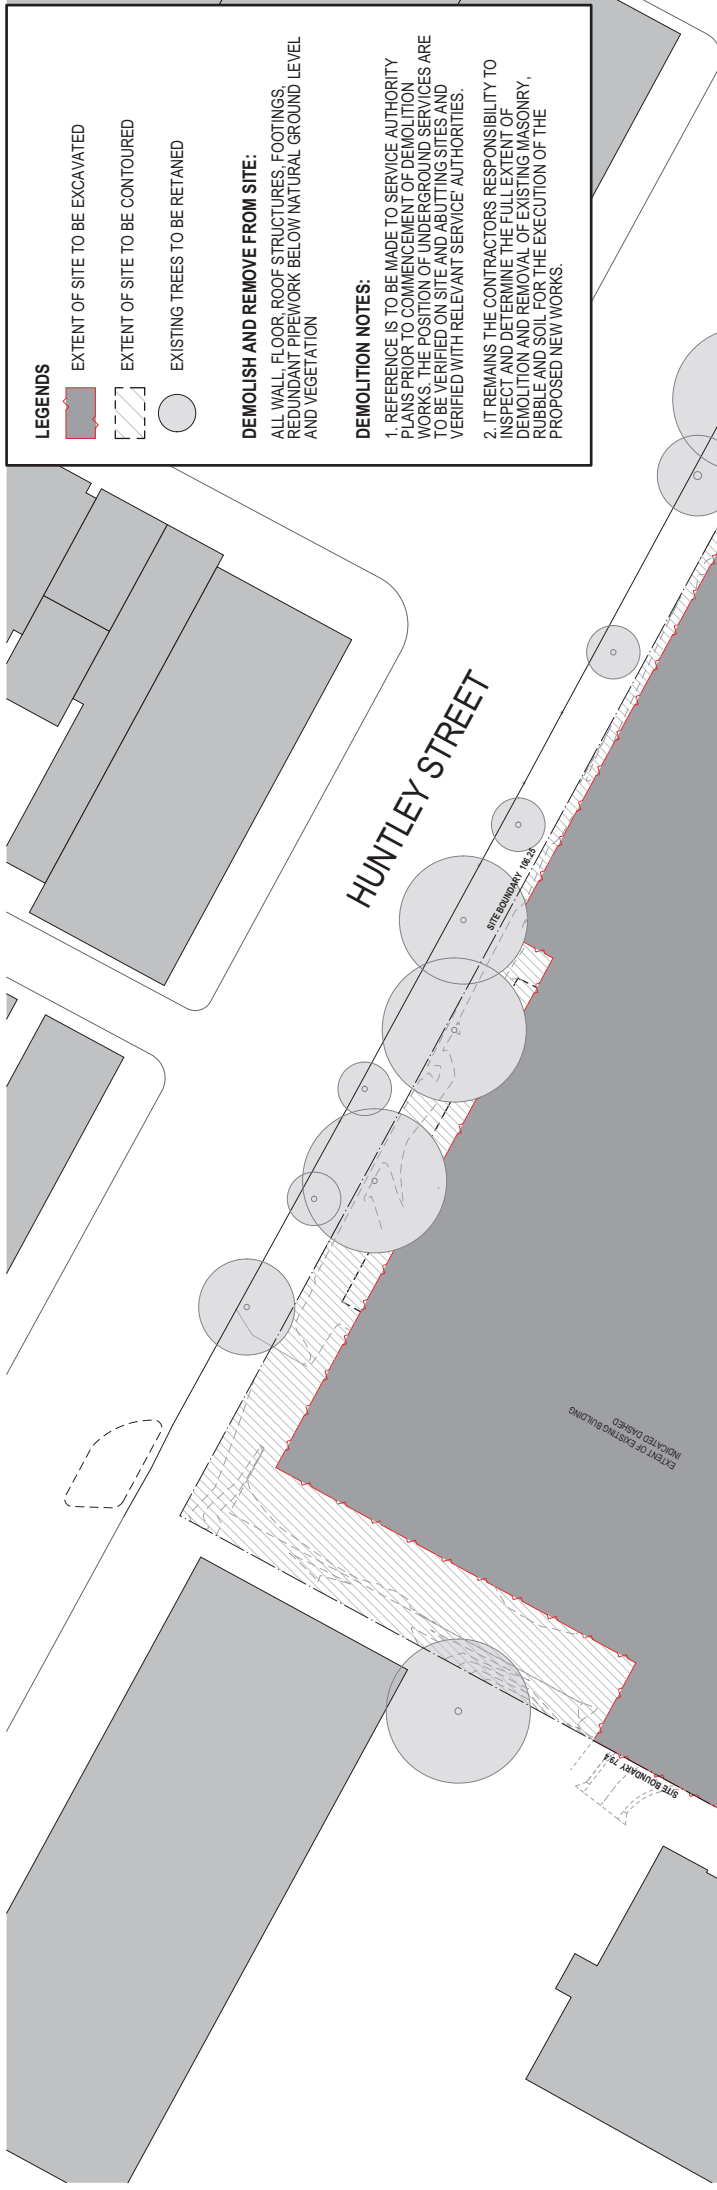 LEGENDS
EXTENT OF SITE TO BE EXCAVATED
EXTENT OF SITE TO BE CONTOURED
EXISTING TREES TO BE RETANED
DEMOLISH AND REMOVE FROM SITE:
ALL WALL, FLOOR, ROOF STRUCTURES, FOOTINGS,
REDUNDANT PIPEWORK BELOW NATURAL GROUND LEVEL
AND VEGETATION
DEMOLITION NOTES:
1. REFERENCE IS TO BE MADE TO SERVICE AUTHORITY
PLANS PRIOR TO COMMENCEMENT OF DEMOLITION
WORKS. THE POSITION OF UNDERGROUND SERVICES ARE
TO BE VERIFIED ON SITE AND ABUTTING SITES AND
VERIFIED WITH RELEVANT SERVICE' AUTHORITIES.
2. IT REMAINS THE CONTRACTORS RESPONSIBILITY TO
INSPECT AND DETERMINE THE FULL EXTENT OF
DEMOLITION AND REMOVAL OF EXISTING MASONRY,
RUBBLE AND SOIL FOR THE EXECUTION OF THE
PROPOSED NEW WORKS.
HUNTLEY STREET
SITE BOUNDARY 106.25
EXTENT OF EXISTING BUILDING
INDICATED DASHED
SITE BOUNDARY 79.4